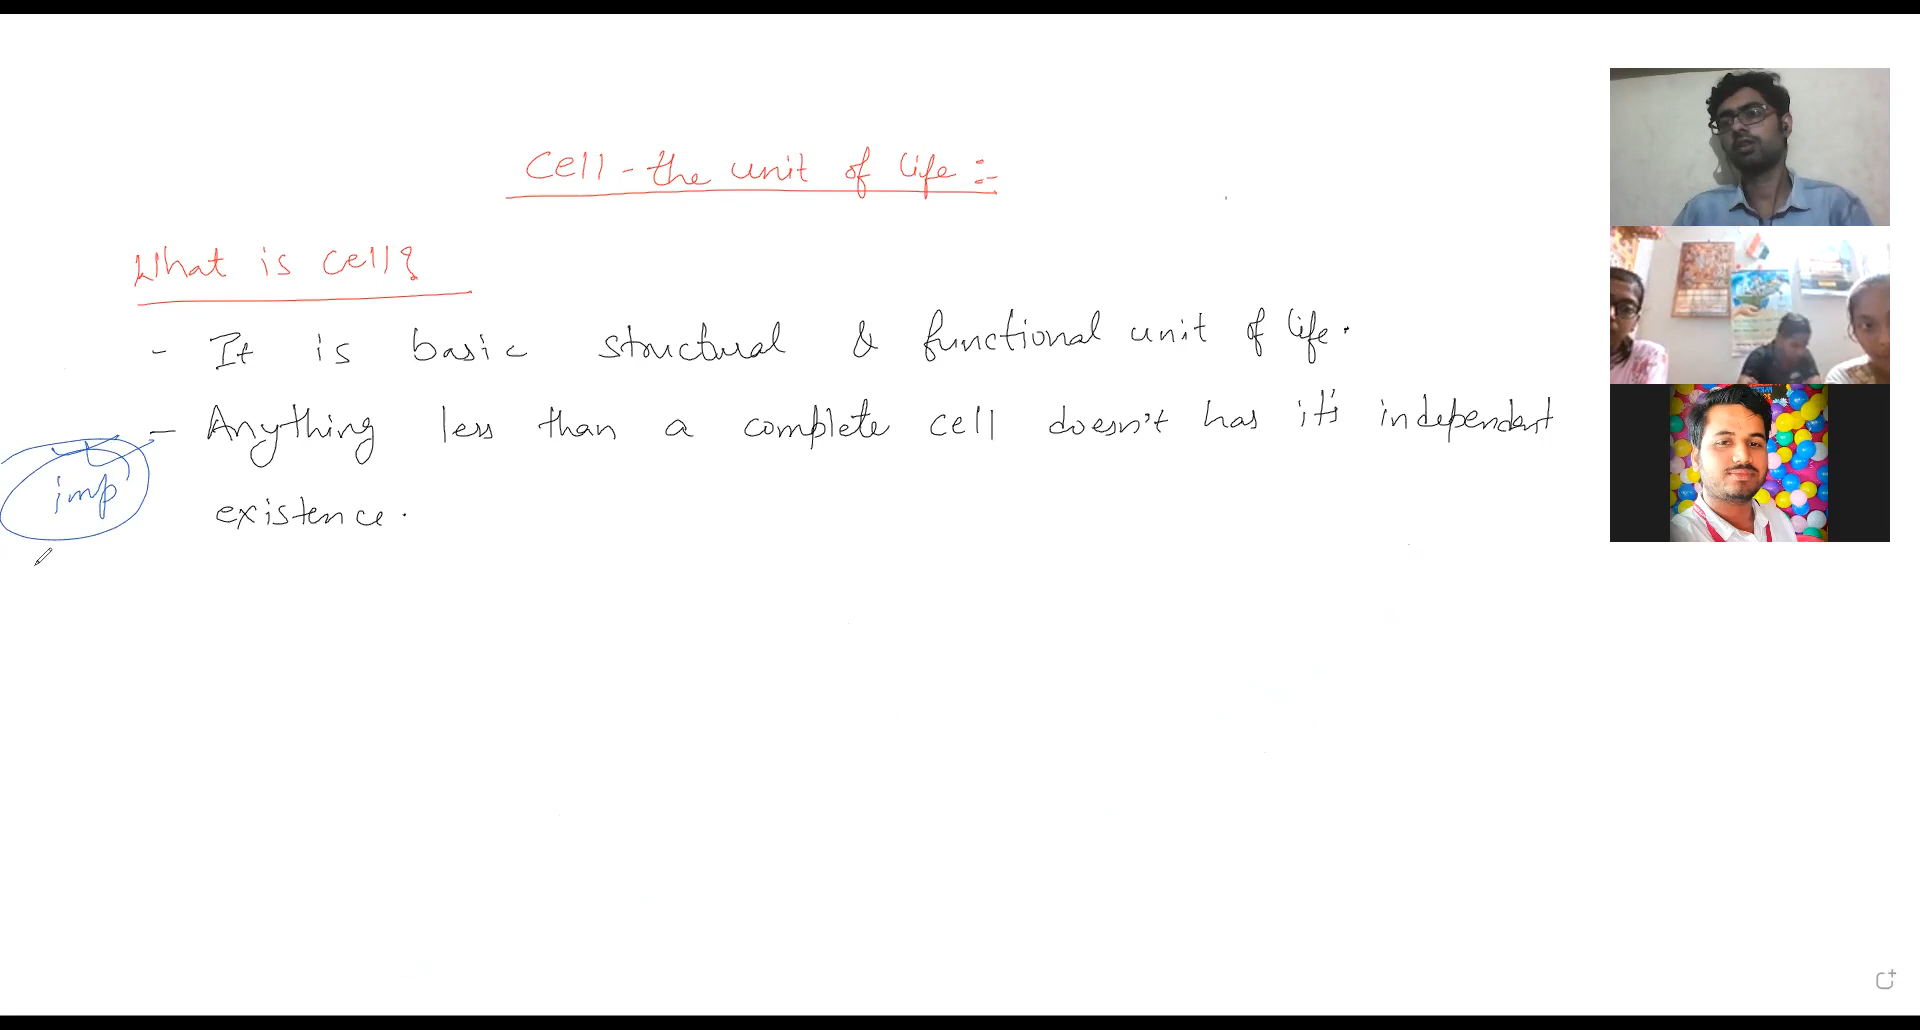 Cell - the unit of life :-
What is cell?
- It is basic structural & functional unit of life.
- Anything less than a complete cell doesn't has it's independent
imp
existence.